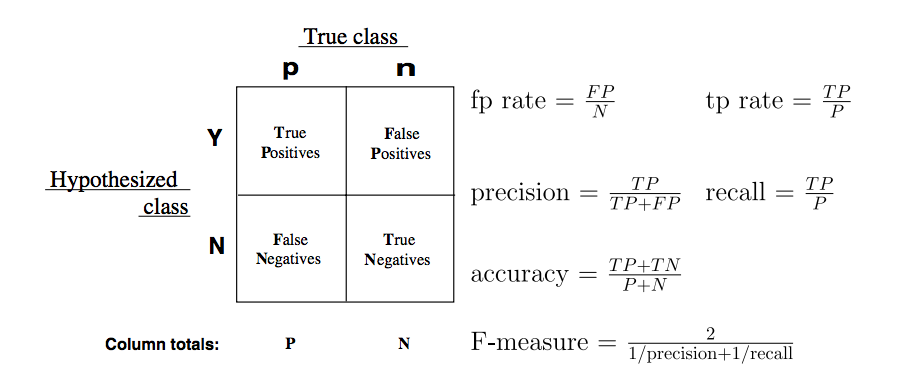 True class
p n
Y
True Positives
False Positives
Hypothesized class
N
False Negatives
True Negatives
Column totals: P N
fp rate = FP/N
tp rate = TP/P
precision = TP/TP+FP
recall = TP/P
accuracy = TP+TN/P+N
F-measure = 2/1/precision+1/recall